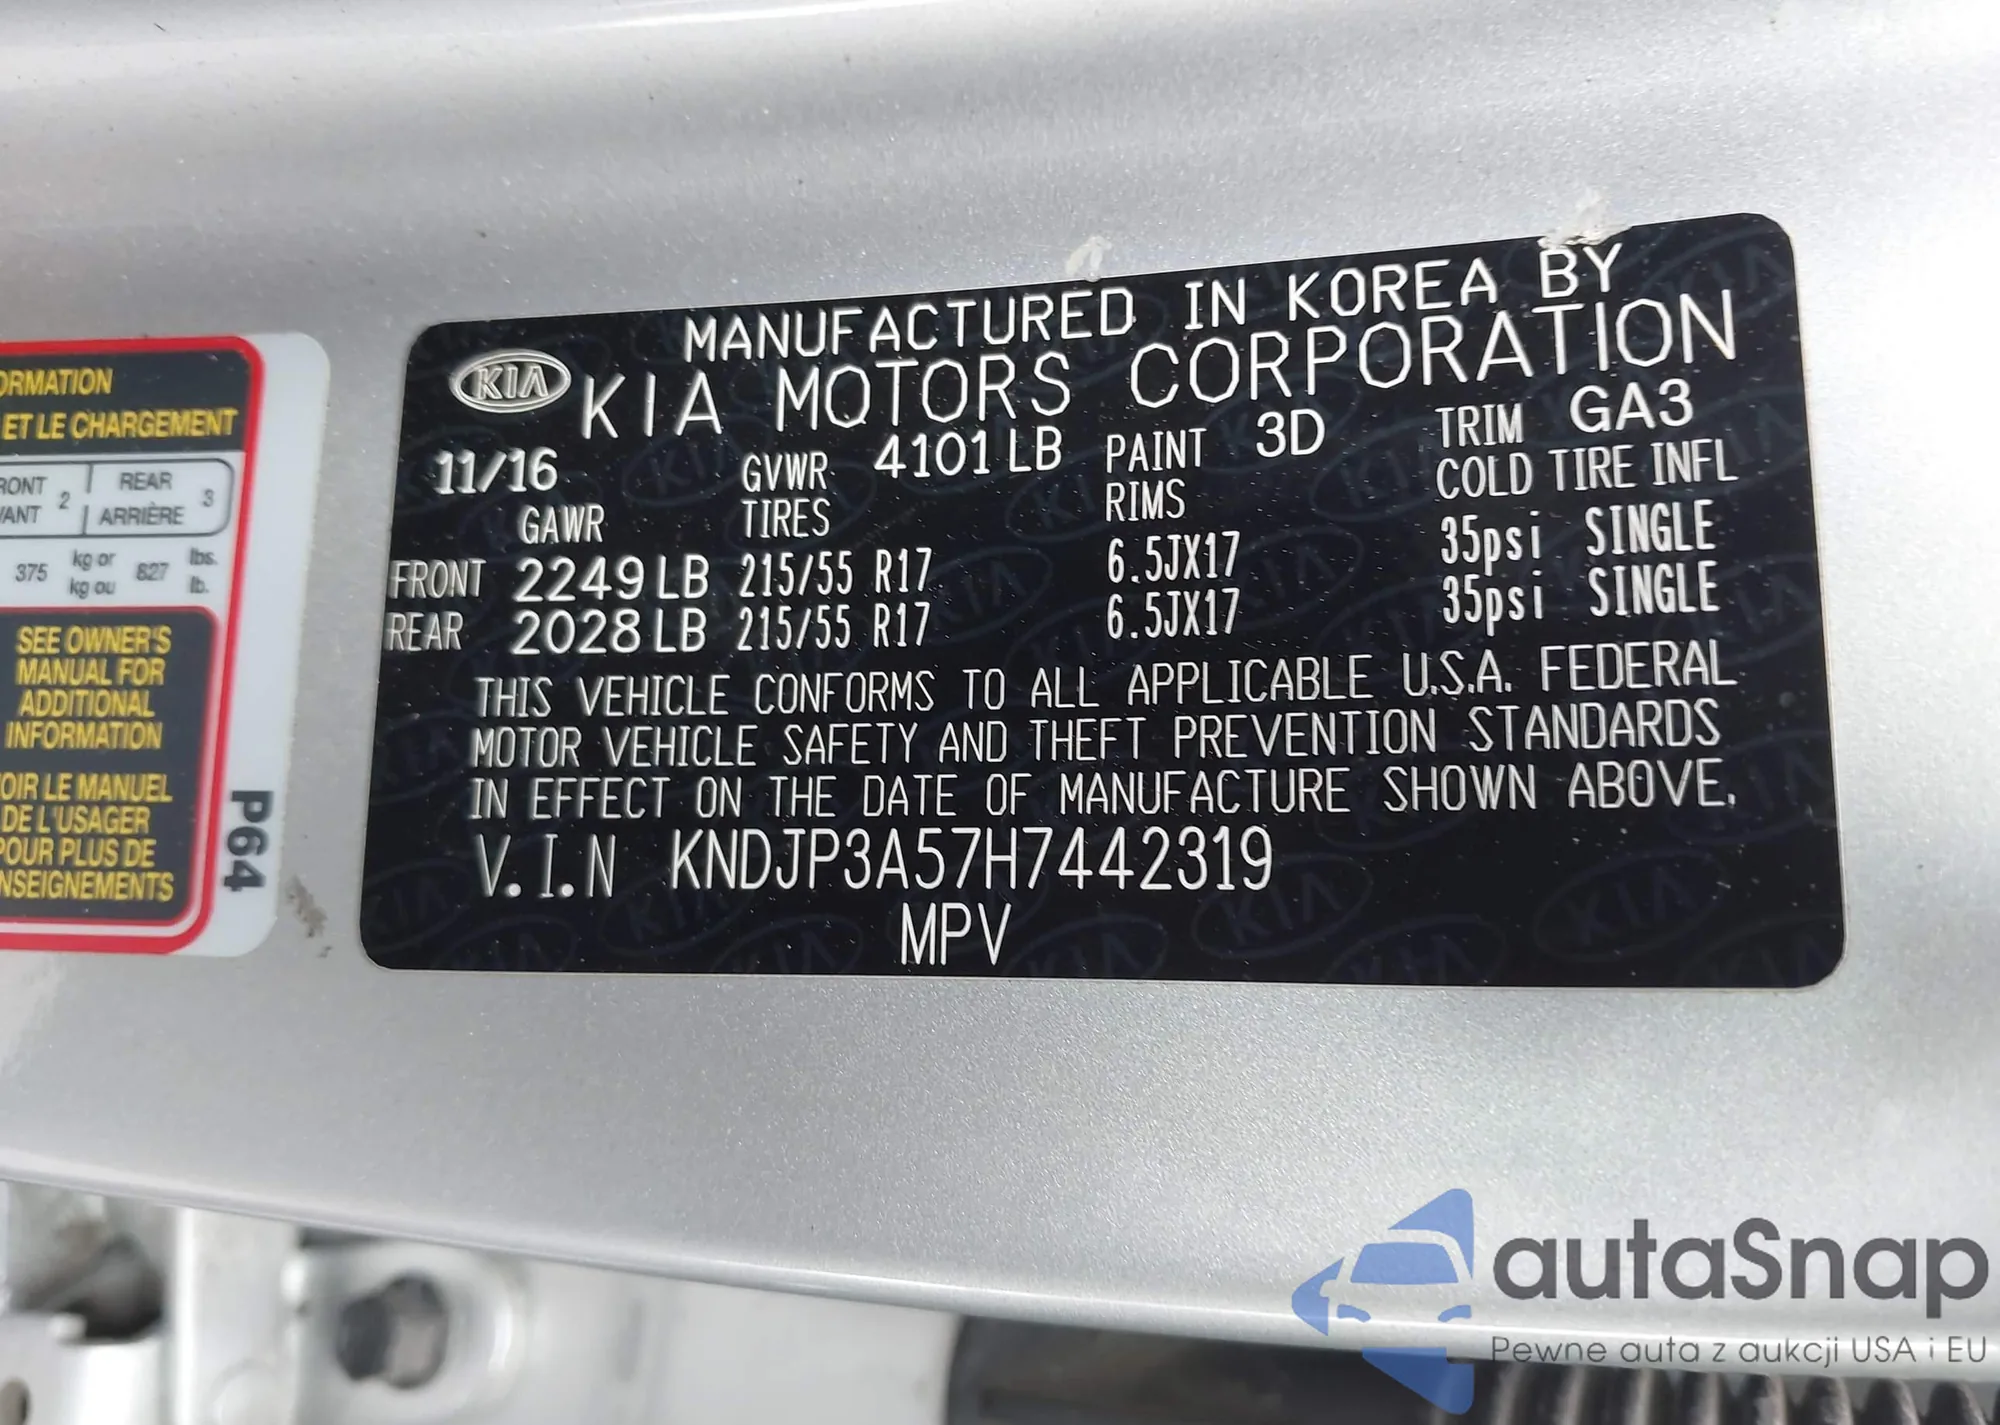 ORMATION
ET LE CHARGEMENT
RONT 2 REAR 3
VANT ARRIÈRE
375 kg or 827 lbs.
kg ou lb.
SEE OWNER'S
MANUAL FOR
ADDITIONAL
INFORMATION
OIR LE MANUEL
DE L'USAGER
POUR PLUS DE
NSEIGNEMENTS
P64
MANUFACTURED IN KOREA BY
KIA KIA MOTORS CORPORATION
11/16 GVWR 4101 LB PAINT 3D TRIM GA3
GAWR TIRES RIMS COLD TIRE INFL
FRONT 2249 LB 215/55 R17 6.5JX17 35psi SINGLE
REAR 2028 LB 215/55 R17 6.5JX17 35psi SINGLE
THIS VEHICLE CONFORMS TO ALL APPLICABLE U.S.A. FEDERAL
MOTOR VEHICLE SAFETY AND THEFT PREVENTION STANDARDS
IN EFFECT ON THE DATE OF MANUFACTURE SHOWN ABOVE.
V.I.N KNDJP3A57H7442319
MPV
autaSnap
Pewne auta z aukcji USA i EU